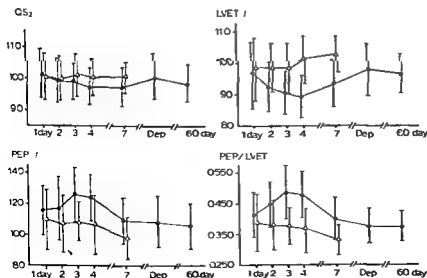 QS₂
110
100
90
1day 2 3 4 7 Dep 60 day
LVET I
110
100
90
80
1day 2 3 4 7 Dep 60 day
PEP I
140
120
100
80
1day 2 3 4 7 Dep 60 day
PEP/LVET
0.550
0.450
0.350
0.250
1 day 2 3 4 7 Dep 60 day